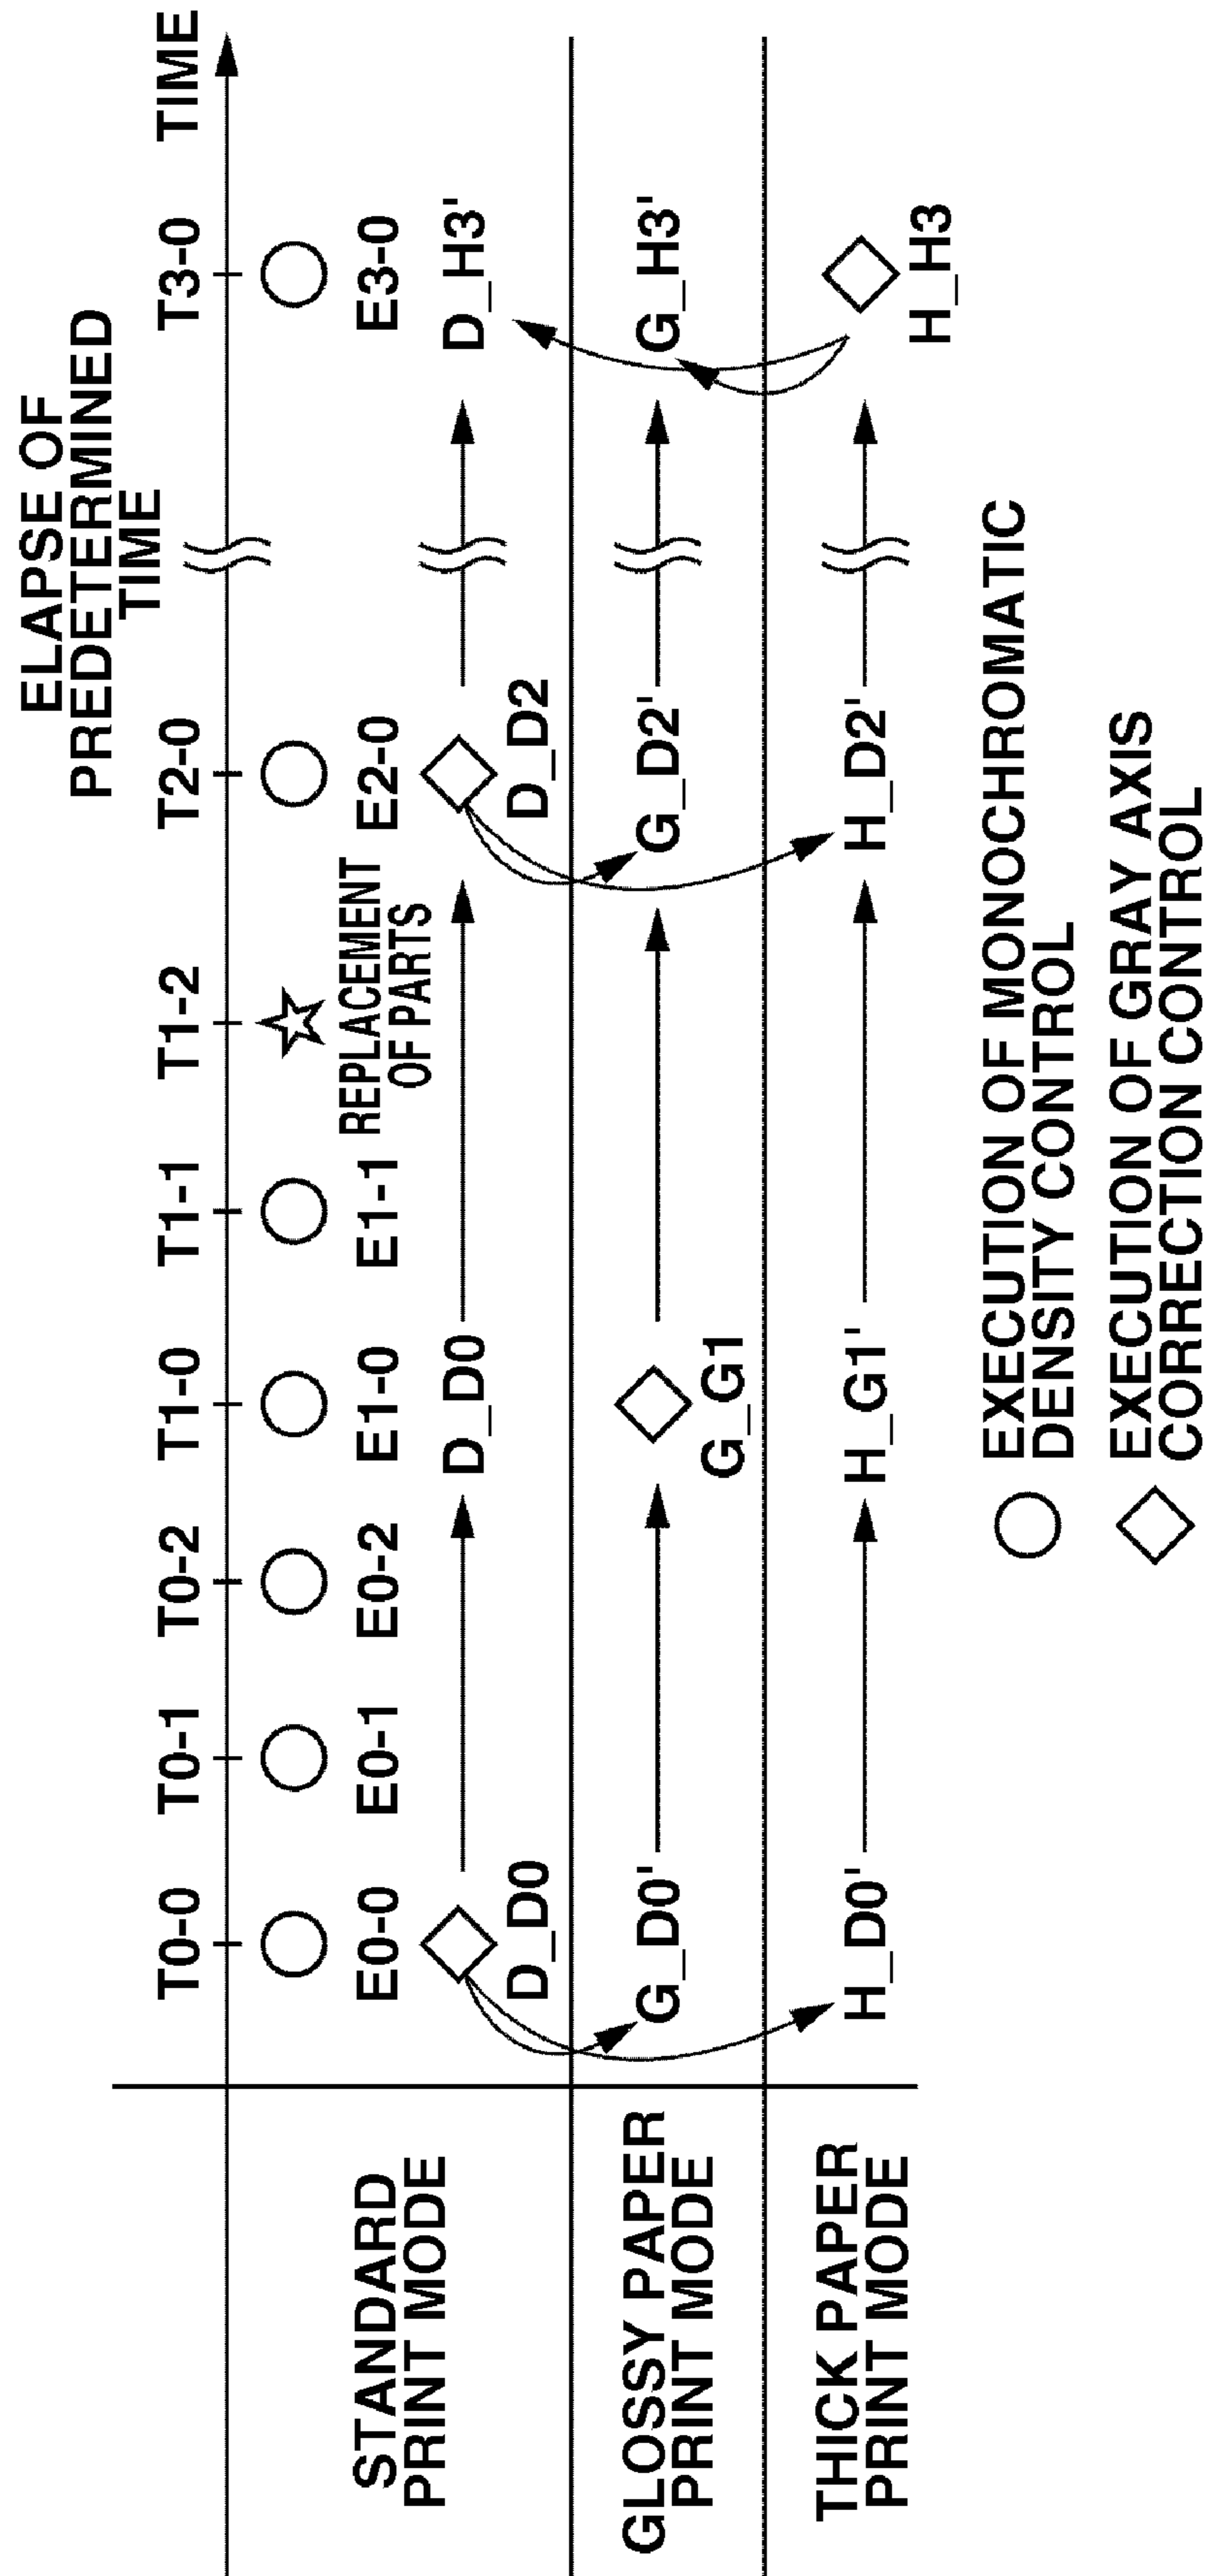 ELAPSE OF
PREDETERMINED
TIME
T0-0 T0-1 T0-2 T1-0 T1-1 T1-2 T2-0 T3-0 TIME
E0-0 E0-1 E0-2 E1-0 E1-1 E2-0 E3-0
REPLACEMENT
OF PARTS
STANDARD
PRINT MODE
D_D0 D_D0 D_D2 D_H3'
GLOSSY PAPER
PRINT MODE
G_D0' G_G1 G_D2' G_H3'
THICK PAPER
PRINT MODE
H_D0' H_G1' H_D2' H_H3
EXECUTION OF MONOCHROMATIC
DENSITY CONTROL
EXECUTION OF GRAY AXIS
CORRECTION CONTROL